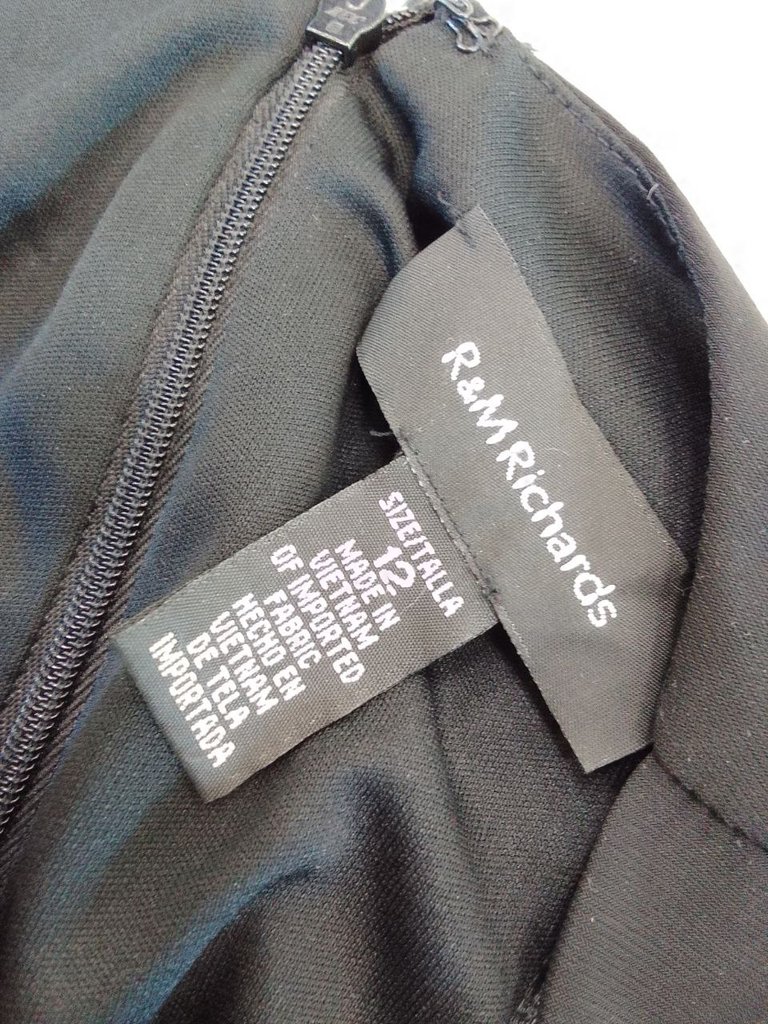 R&M Richards
SIZE/TALLA
12
MADE IN
VIETNAM
OF IMPORTED
FABRIC
HECHO EN
VIETNAM
DE TELA
IMPORTADA